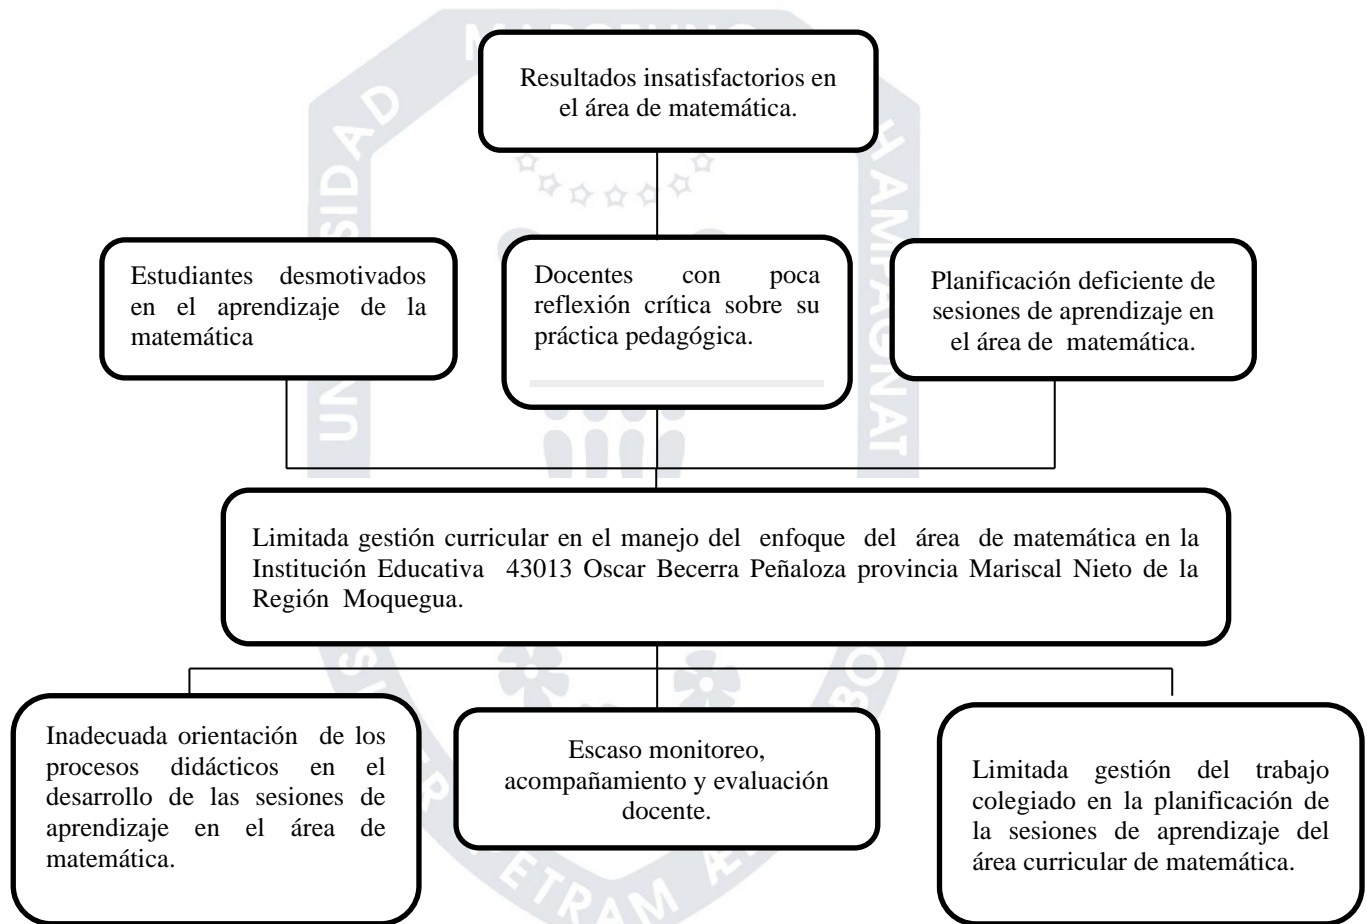 Resultados insatisfactorios en
el área de matemática.
Estudiantes desmotivados
en el aprendizaje de la
matemática
Docentes con poca
reflexión crítica sobre su
práctica pedagógica.
Planificación deficiente de
sesiones de aprendizaje en
el área de matemática.
Limitada gestión curricular en el manejo del enfoque del área de matemática en la
Institución Educativa 43013 Oscar Becerra Peñaloza provincia Mariscal Nieto de la
Región Moquegua.
Inadecuada orientación de los
procesos didácticos en el
desarrollo de las sesiones de
aprendizaje en el área de
matemática.
Escaso monitoreo,
acompañamiento y evaluación
docente.
Limitada gestión del trabajo
colegiado en la planificación de
la sesiones de aprendizaje del
área curricular de matemática.